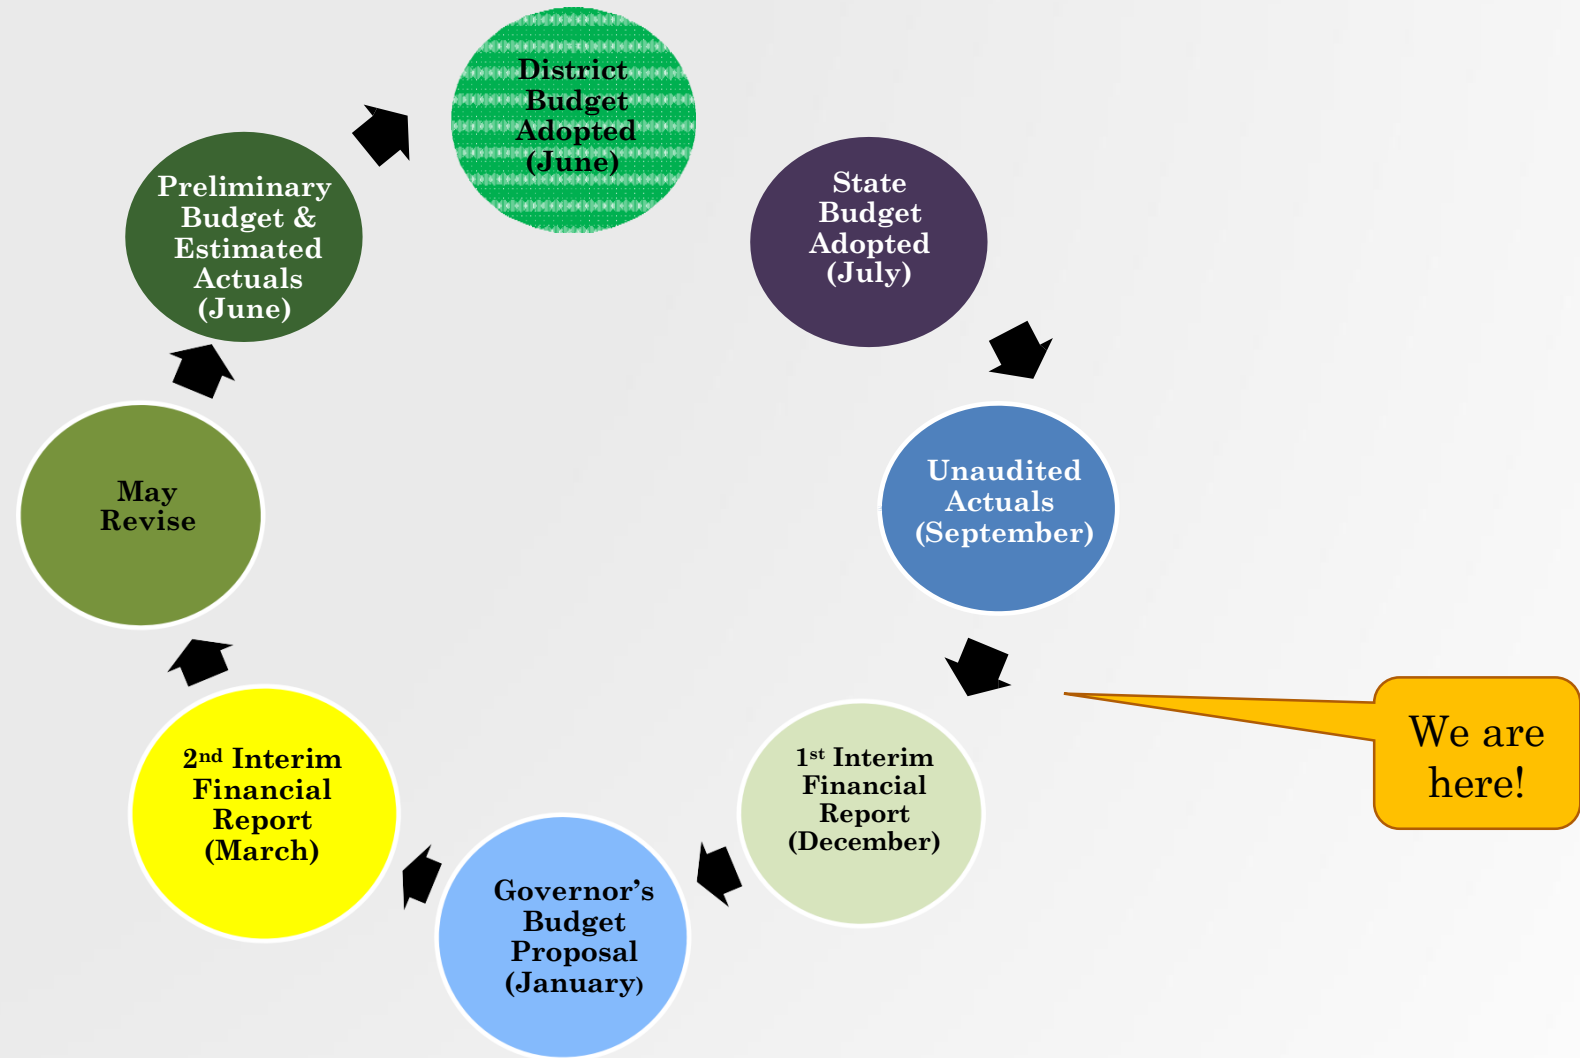 District
Budget
Adopted
(June)
State
Budget
Adopted
(July)
Unaudited
Actuals
(September)
We are
here!
1st Interim
Financial
Report
(December)
Governor’s
Budget
Proposal
(January)
2nd Interim
Financial
Report
(March)
May
Revise
Preliminary
Budget &
Estimated
Actuals
(June)